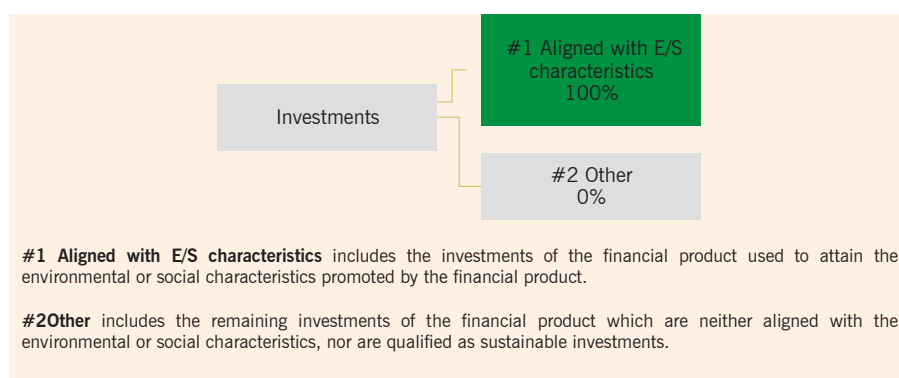 #1 Aligned with E/S
characteristics
100%
Investments
#2 Other
0%
#1 Aligned with E/S characteristics includes the investments of the financial product used to attain the
environmental or social characteristics promoted by the financial product.
#2Other includes the remaining investments of the financial product which are neither aligned with the
environmental or social characteristics, nor are qualified as sustainable investments.